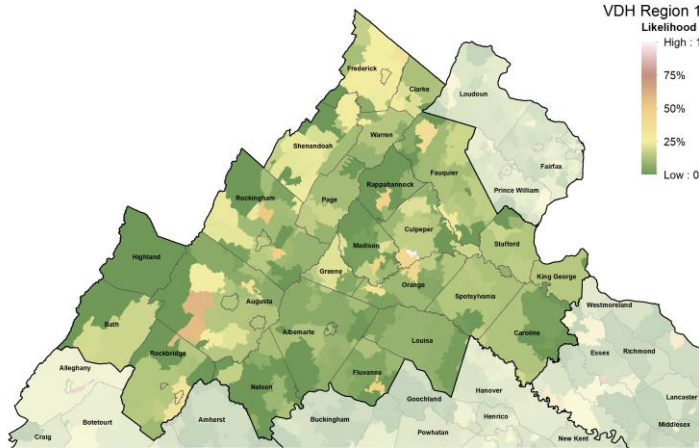 VDH Region 1
Likelihood
High : 1
75%
50%
25%
Low : 0
Frederick
Clarke
Loudoun
Warren
Shenandoah
Fairfax
Fauquier
Prince William
Rappahannock
Rockingham
Page
Culpeper
Madison
Stafford
Highland
Greene
King George
Orange
Augusta
Spotsylvania
Westmoreland
Bath
Albemarle
Caroline
Louisa
Essex
Richmond
Rockbridge
Alleghany
Fluvanna
Nelson
Hanover
Goochland
Lancaster
Craig
Botetourt
Amherst
Buckingham
Henrico
Middlesex
Powhatan
New Kent